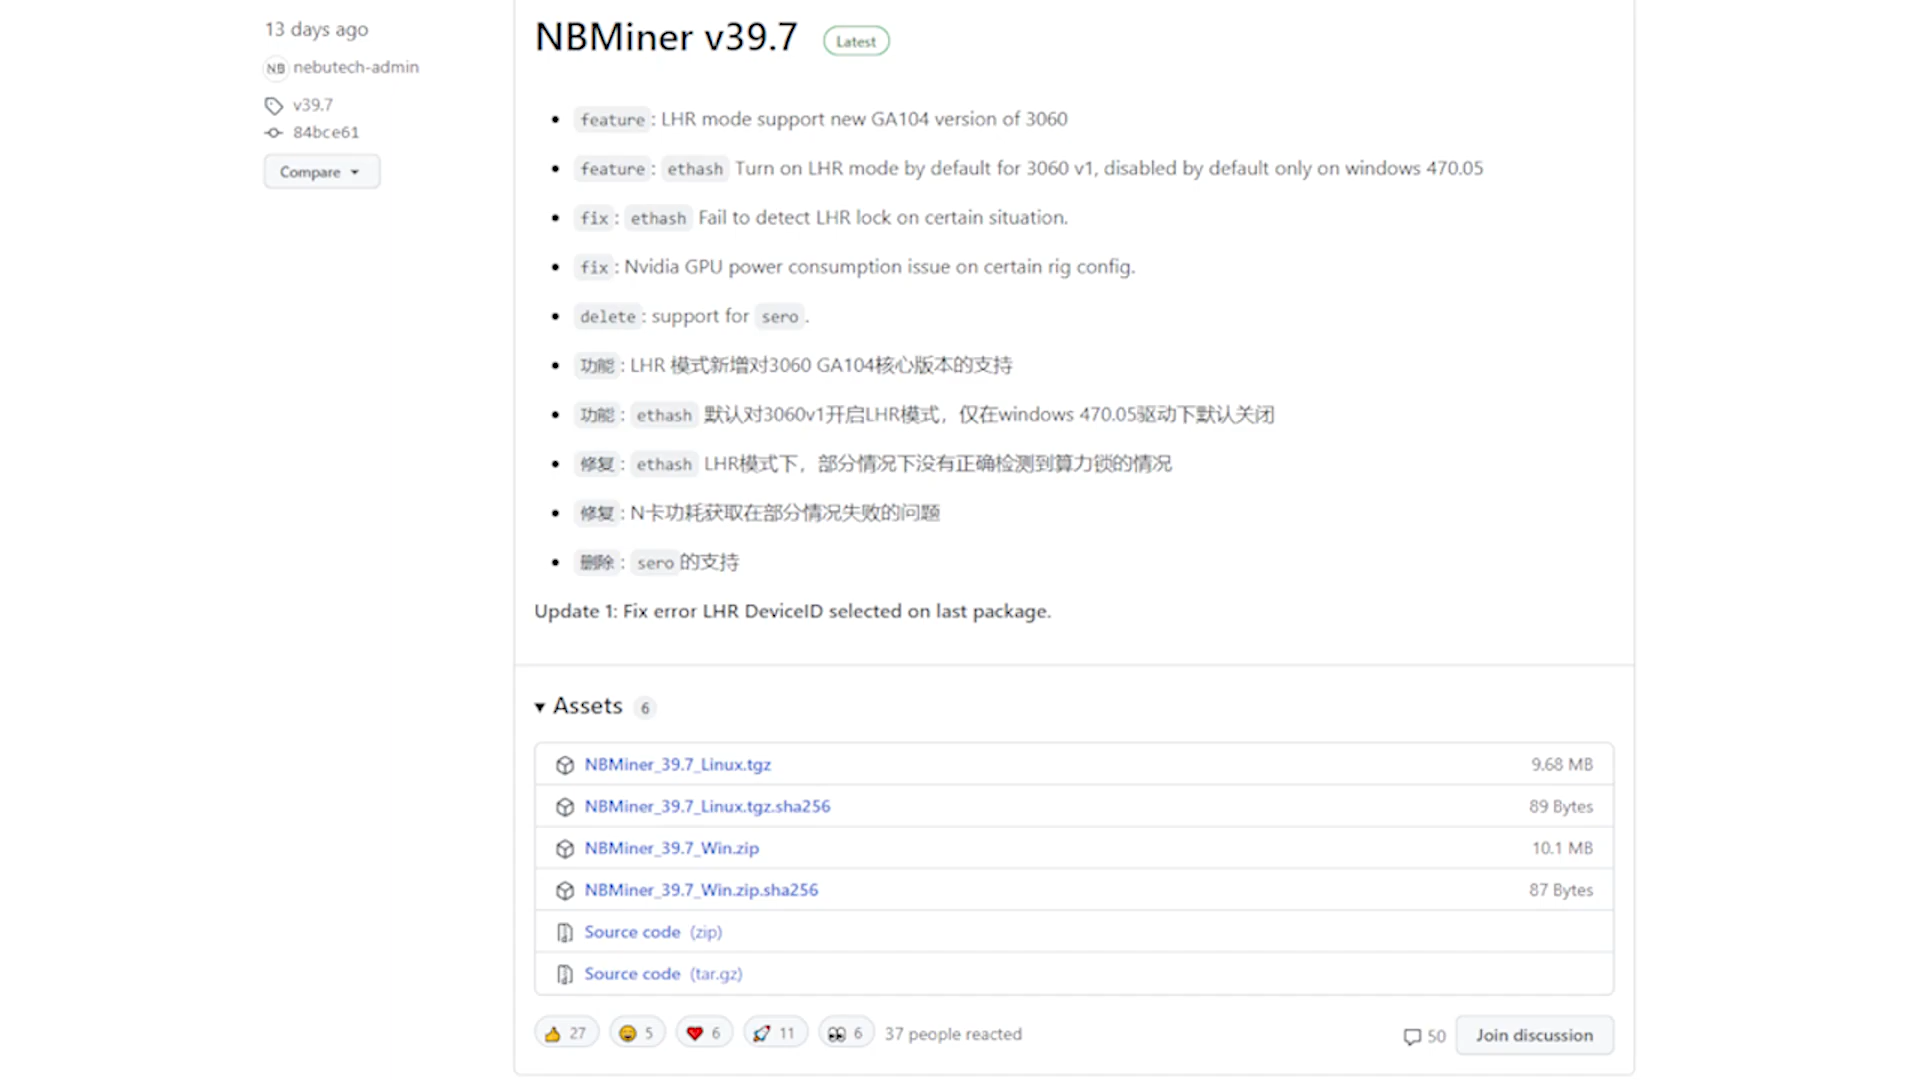 13 days ago
NB nebutech-admin
v39.7
84bce61
Compare
NBMiner v39.7 Latest
feature: LHR mode support new GA104 version of 3060
feature: ethash Turn on LHR mode by default for 3060 v1, disabled by default only on windows 470.05
fix: ethash Fail to detect LHR lock on certain situation.
fix: Nvidia GPU power consumption issue on certain rig config.
delete: support for sero.
功能: LHR 模式新增对3060 GA104核心版本的支持
功能: ethash 默认对3060v1开启LHR模式，仅在windows 470.05驱动下默认关闭
修复: ethash LHR模式下，部分情况下没有正确检测到算力锁的情况
修复: N卡功耗获取在部分情况失败的问题
删除: sero的支持
Update 1: Fix error LHR DeviceID selected on last package.
Assets 6
NBMiner_39.7_Linux.tgz 9.68 MB
NBMiner_39.7_Linux.tgz.sha256 89 Bytes
NBMiner_39.7_Win.zip 10.1 MB
NBMiner_39.7_Win.zip.sha256 87 Bytes
Source code (zip)
Source code (tar.gz)
27 5 6 11 6 37 people reacted 50 Join discussion